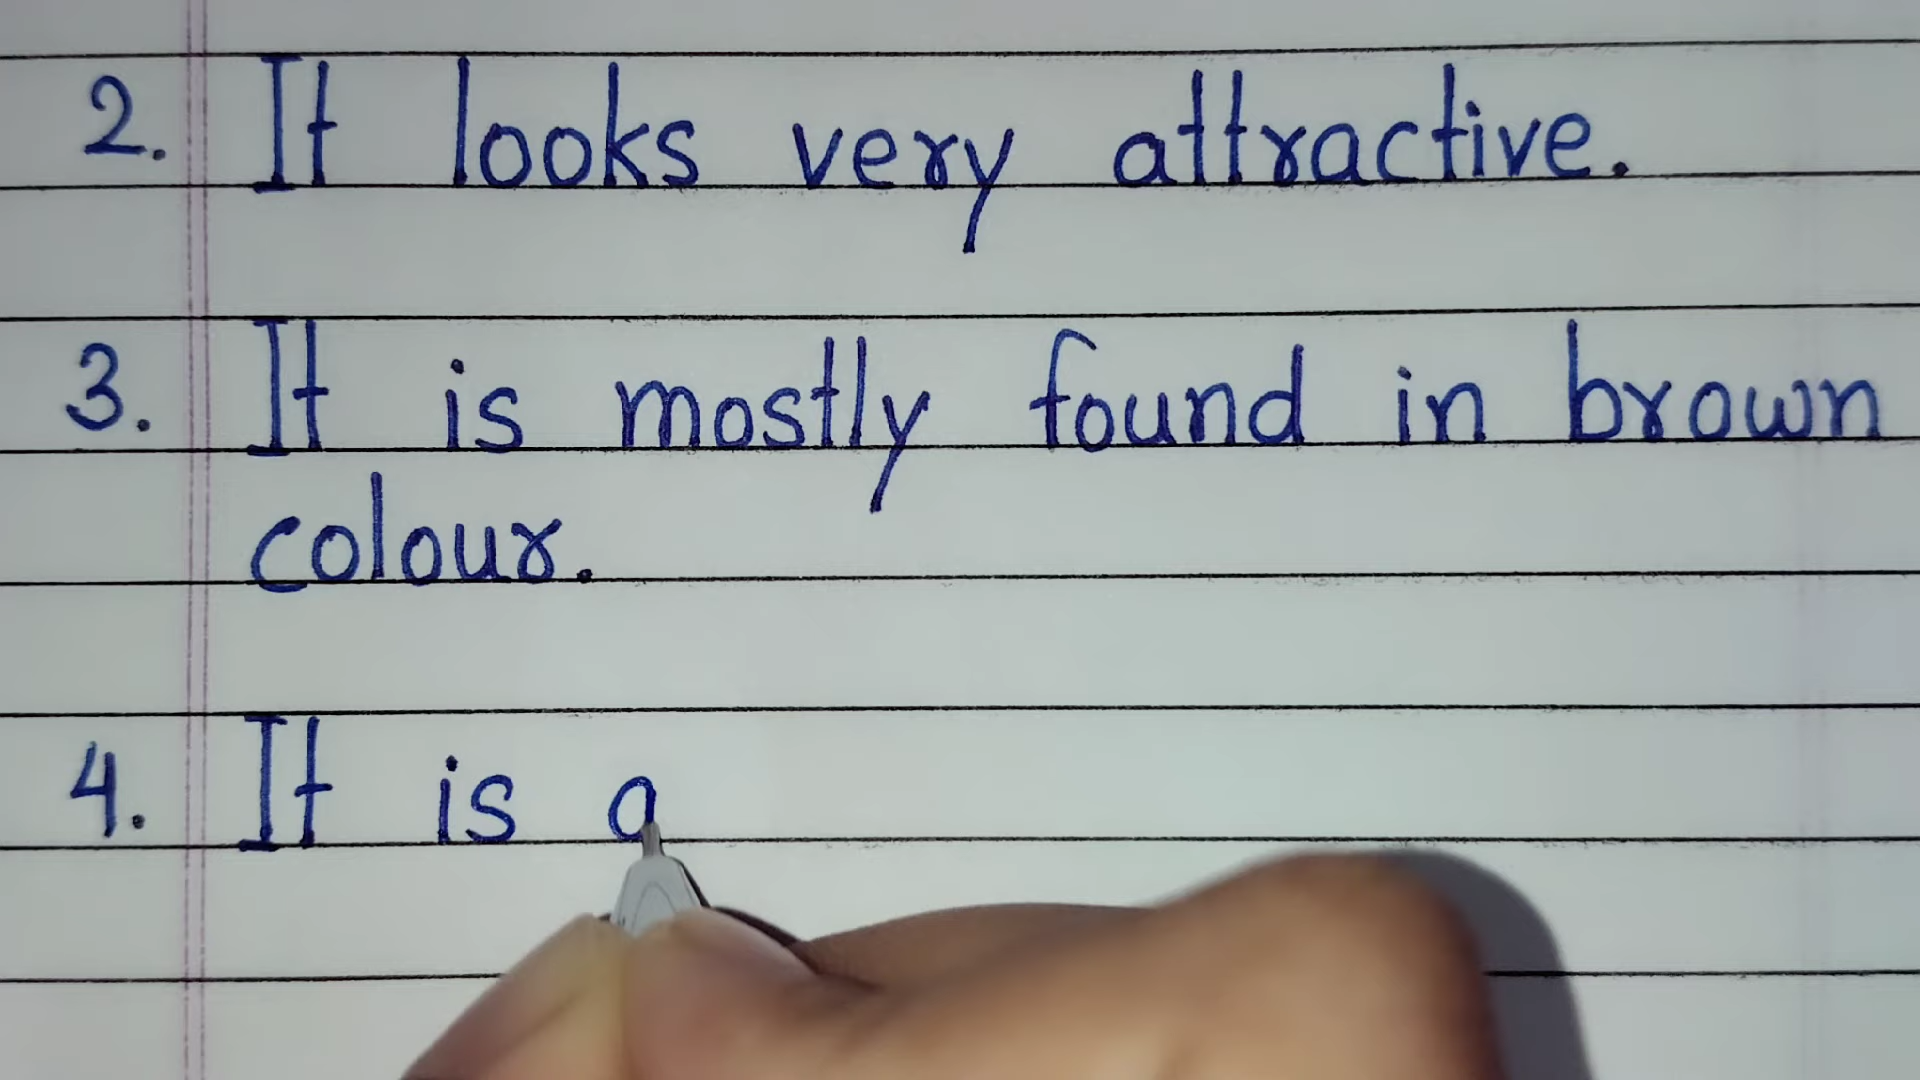 2. It looks very attractive.
3. It is mostly found in brown
colour.
4. It is a